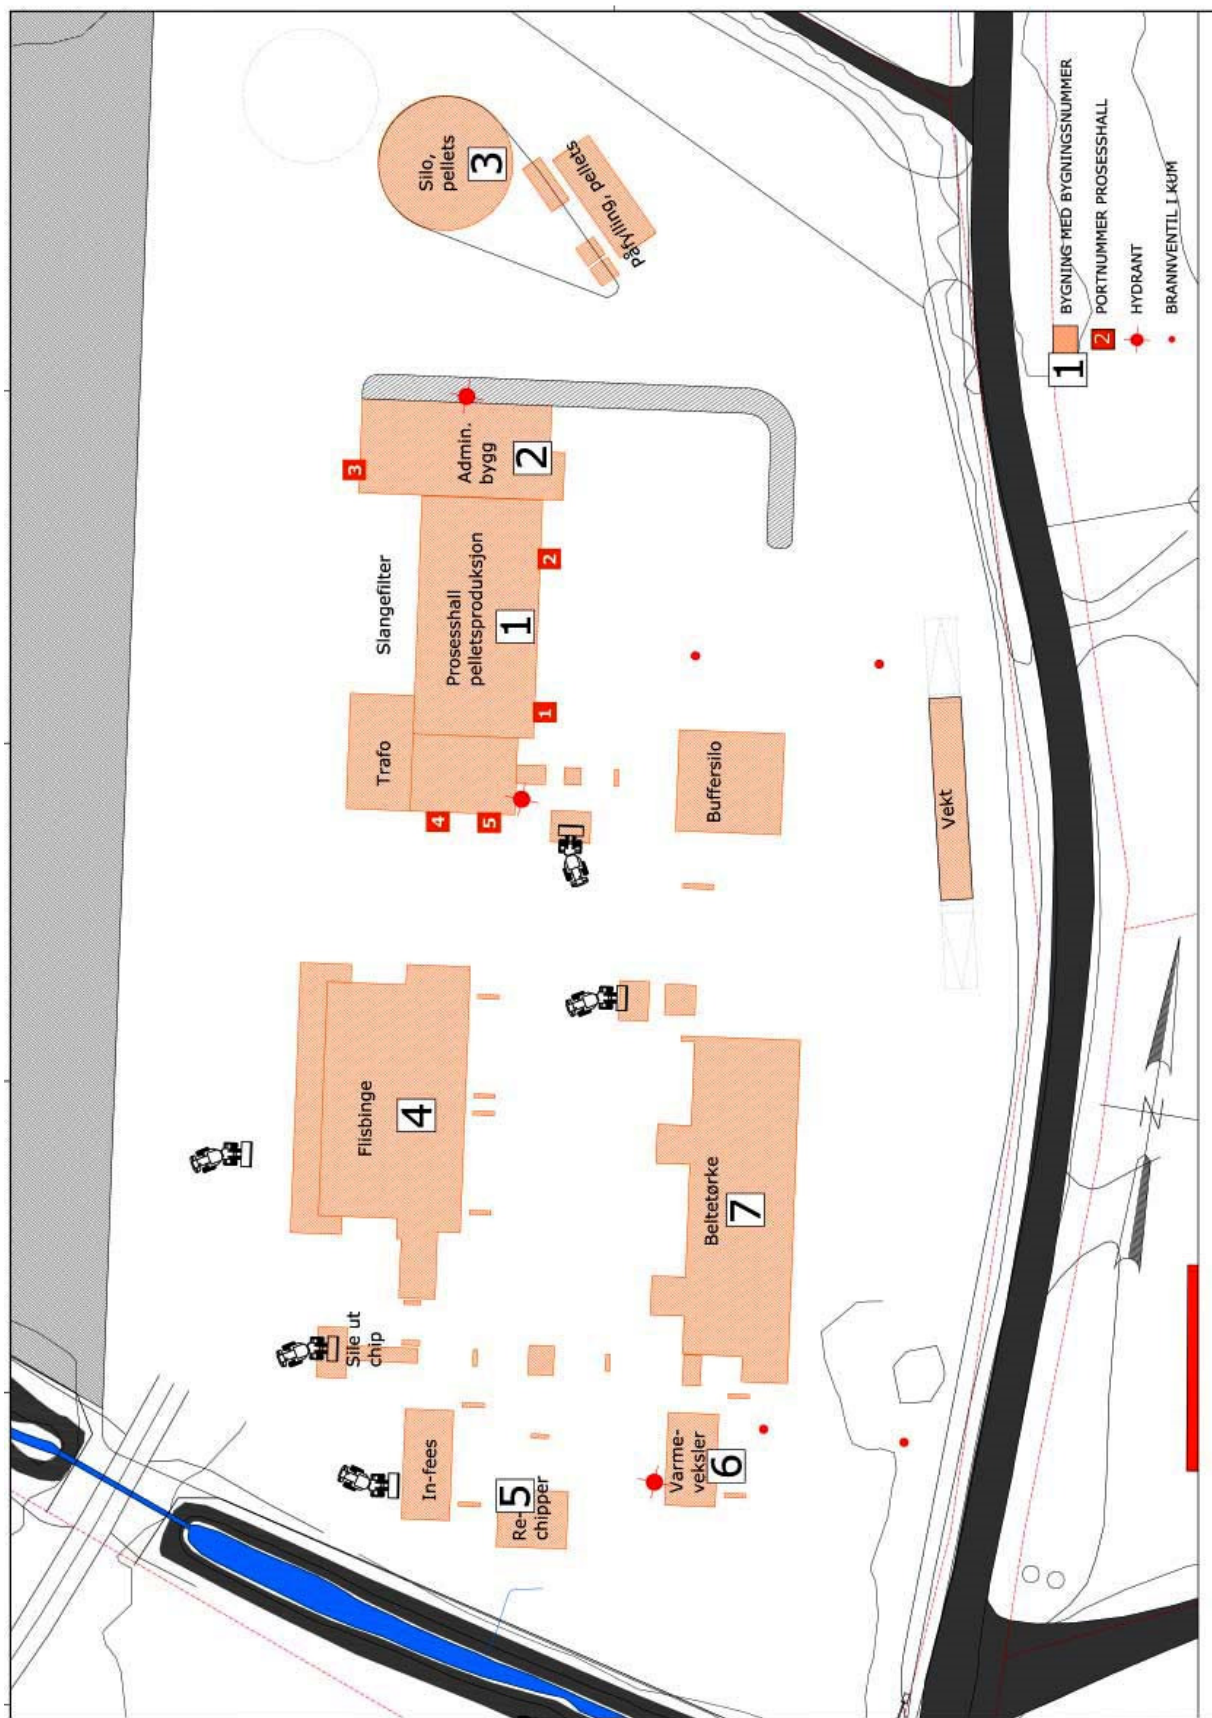 Silo,
pellets
3
Påfylling, pellets
BYGNING MED BYGNINGSNUMMER
1
PORTNUMMER PROSESSHALL
2
HYDRANT
BRANNVENTIL I KUM
3
Admin.
bygg
2
Slangefilter
Prosesshall
pelletsproduksjon
1
2
1
Trafo
4
5
Buffersilo
Vekt
Flisbinge
4
Beltetørke
7
Sile ut
chip
In-fees
Re-
chipper
5
Varme-
veksler
6
N